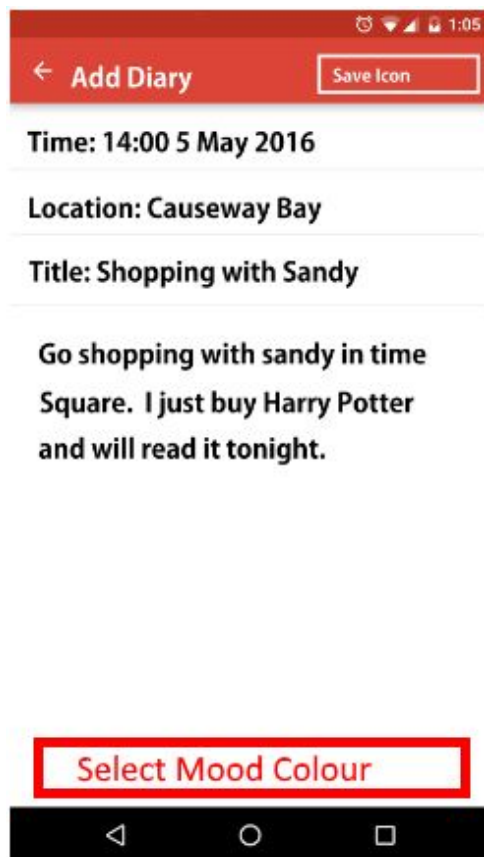 1:05
Add Diary
Save Icon
Time: 14:00 5 May 2016
Location: Causeway Bay
Title: Shopping with Sandy
Go shopping with sandy in time
Square. I just buy Harry Potter
and will read it tonight.
Select Mood Colour